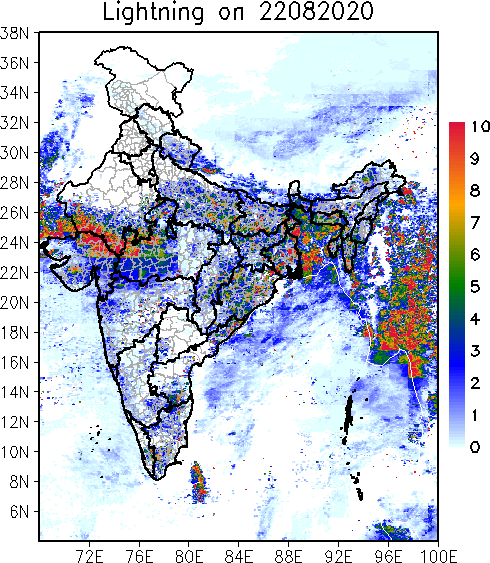 Lightning on 22082020
38N
36N
34N
32N
30N
28N
26N
24N
22N
20N
18N
16N
14N
12N
10N
8N
6N
72E 76E 80E 84E 88E 92E 96E 100E
10
9
8
7
6
5
4
3
2
1
0